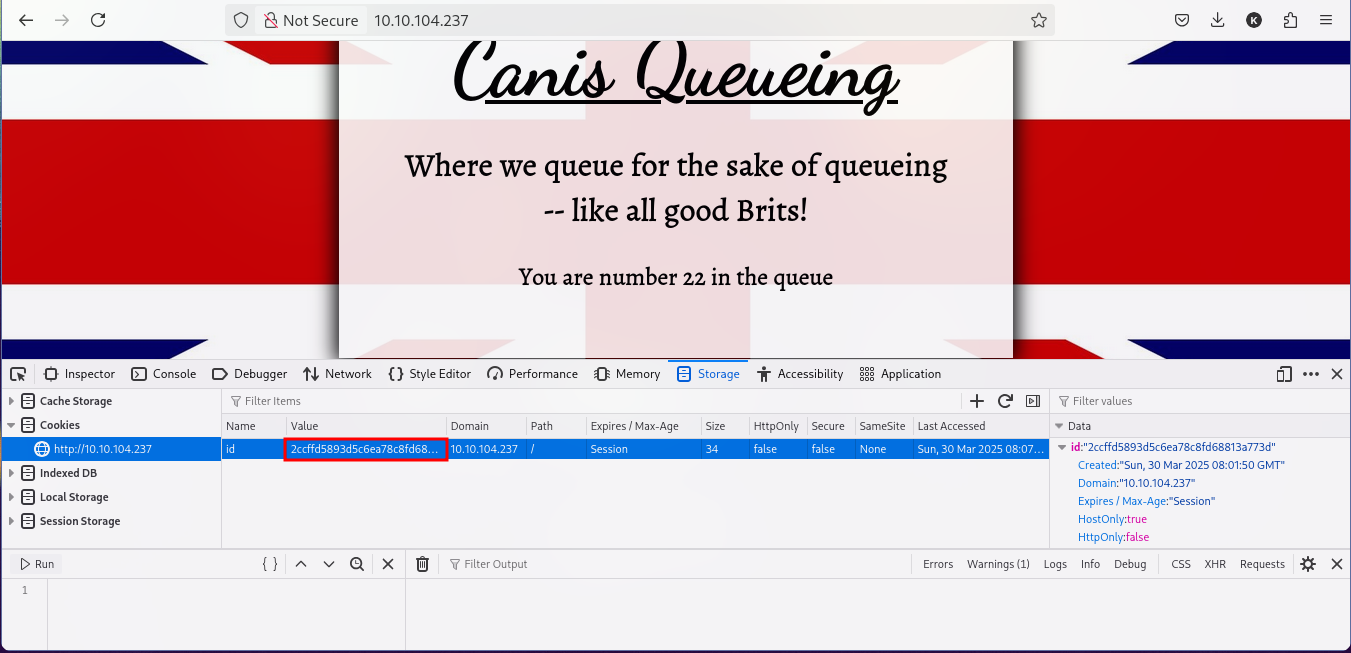 Not Secure 10.10.104.237
K
Canis Queueing
Where we queue for the sake of queueing
-- like all good Brits!
You are number 22 in the queue
Inspector Console Debugger Network {} Style Editor Performance Memory Storage Accessibility Application
Cache Storage
Cookies
http://10.10.104.237
Indexed DB
Local Storage
Session Storage
Filter Items
Name Value Domain Path Expires / Max-Age Size HttpOnly Secure SameSite Last Accessed
id 2ccffd5893d5c6ea78c8fd68... 10.10.104.237 / Session 34 false false None Sun, 30 Mar 2025 08:07...
Filter values
Data
id:"2ccffd5893d5c6ea78c8fd68813a773d"
Created:"Sun, 30 Mar 2025 08:01:50 GMT"
Domain:"10.10.104.237"
Expires / Max-Age:"Session"
HostOnly:true
HttpOnly:false
Run { }
1
Filter Output
Errors Warnings (1) Logs Info Debug CSS XHR Requests